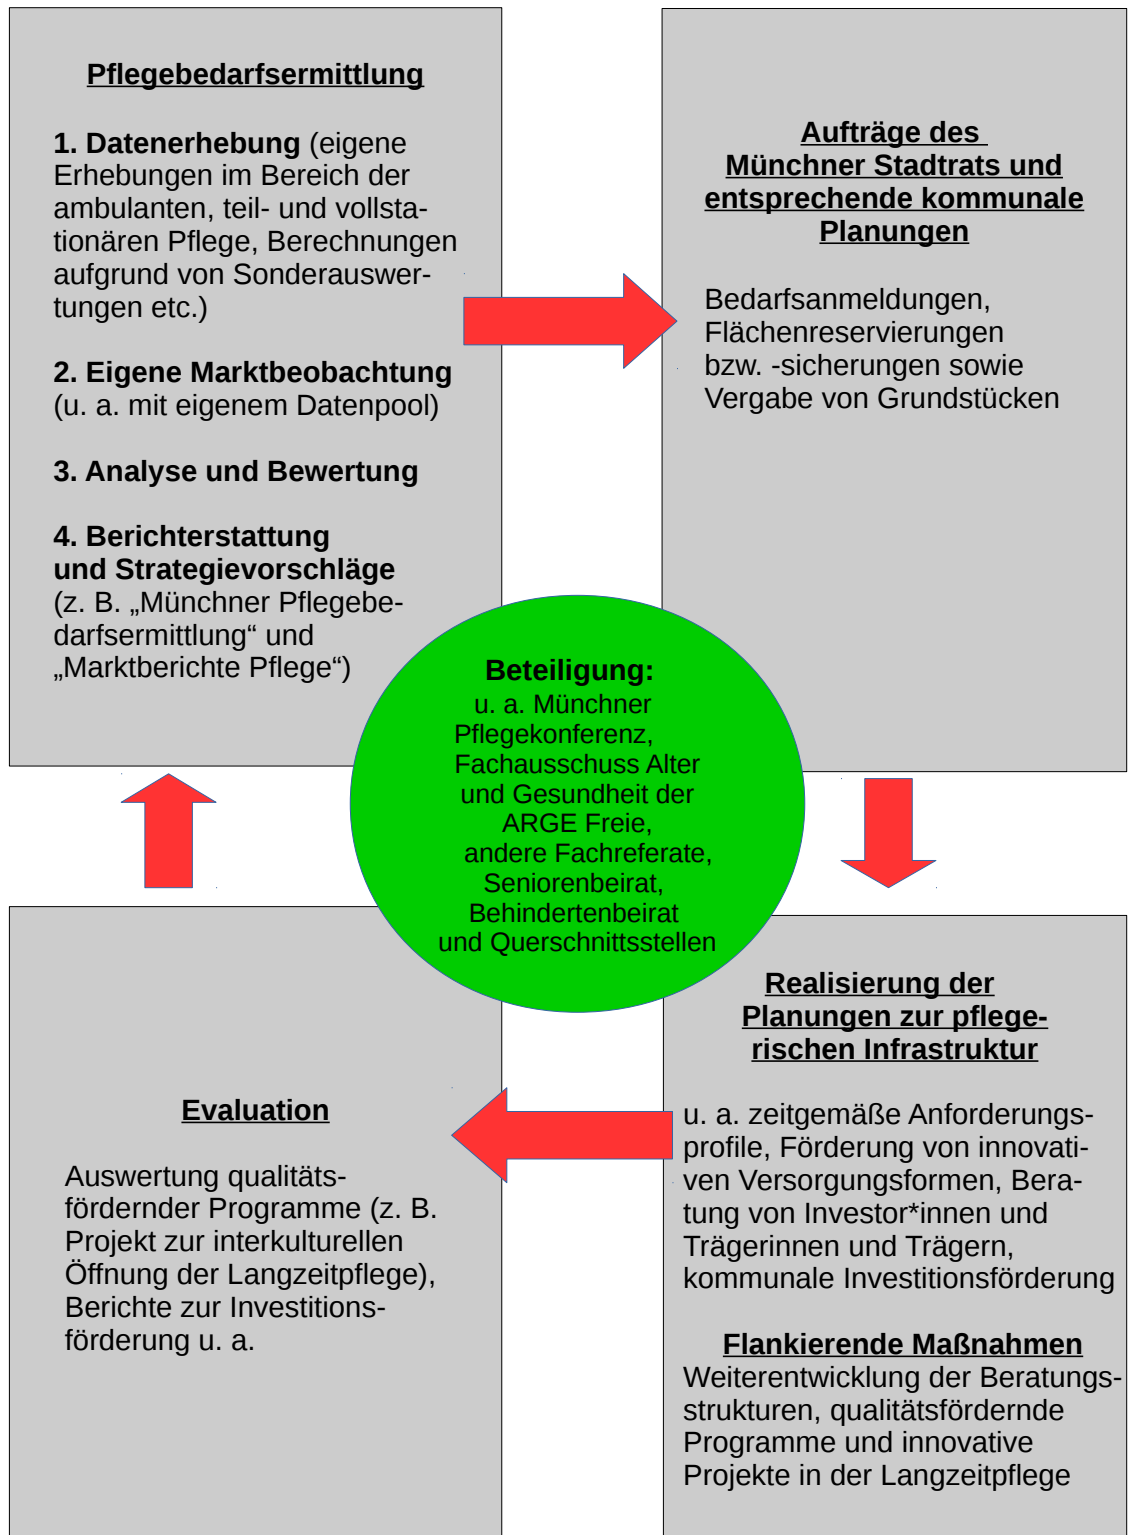 Pflegebedarfsermittlung
1. Datenerhebung (eigene
Erhebungen im Bereich der
ambulanten, teil- und vollsta-
tionären Pflege, Berechnungen
aufgrund von Sonderauswer-
tungen etc.)
2. Eigene Marktbeobachtung
(u. a. mit eigenem Datenpool)
3. Analyse und Bewertung
4. Berichterstattung
und Strategievorschläge
(z. B. „Münchner Pflegebe-
darfsermittlung“ und
„Marktberichte Pflege“)
Aufträge des
Münchner Stadtrats und
entsprechende kommunale
Planungen
Bedarfsanmeldungen,
Flächenreservierungen
bzw. -sicherungen sowie
Vergabe von Grundstücken
Beteiligung:
u. a. Münchner
Pflegekonferenz,
Fachausschuss Alter
und Gesundheit der
ARGE Freie,
andere Fachreferate,
Seniorenbeirat,
Behindertenbeirat
und Querschnittsstellen
Realisierung der
Planungen zur pflege-
rischen Infrastruktur
u. a. zeitgemäße Anforderungs-
profile, Förderung von innovati-
ven Versorgungsformen, Bera-
tung von Investor*innen und
Trägerinnen und Trägern,
kommunale Investitionsförderung
Flankierende Maßnahmen
Weiterentwicklung der Beratungs-
strukturen, qualitätsfördernde
Programme und innovative
Projekte in der Langzeitpflege
Evaluation
Auswertung qualitäts-
fördernder Programme (z. B.
Projekt zur interkulturellen
Öffnung der Langzeitpflege),
Berichte zur Investitions-
förderung u. a.